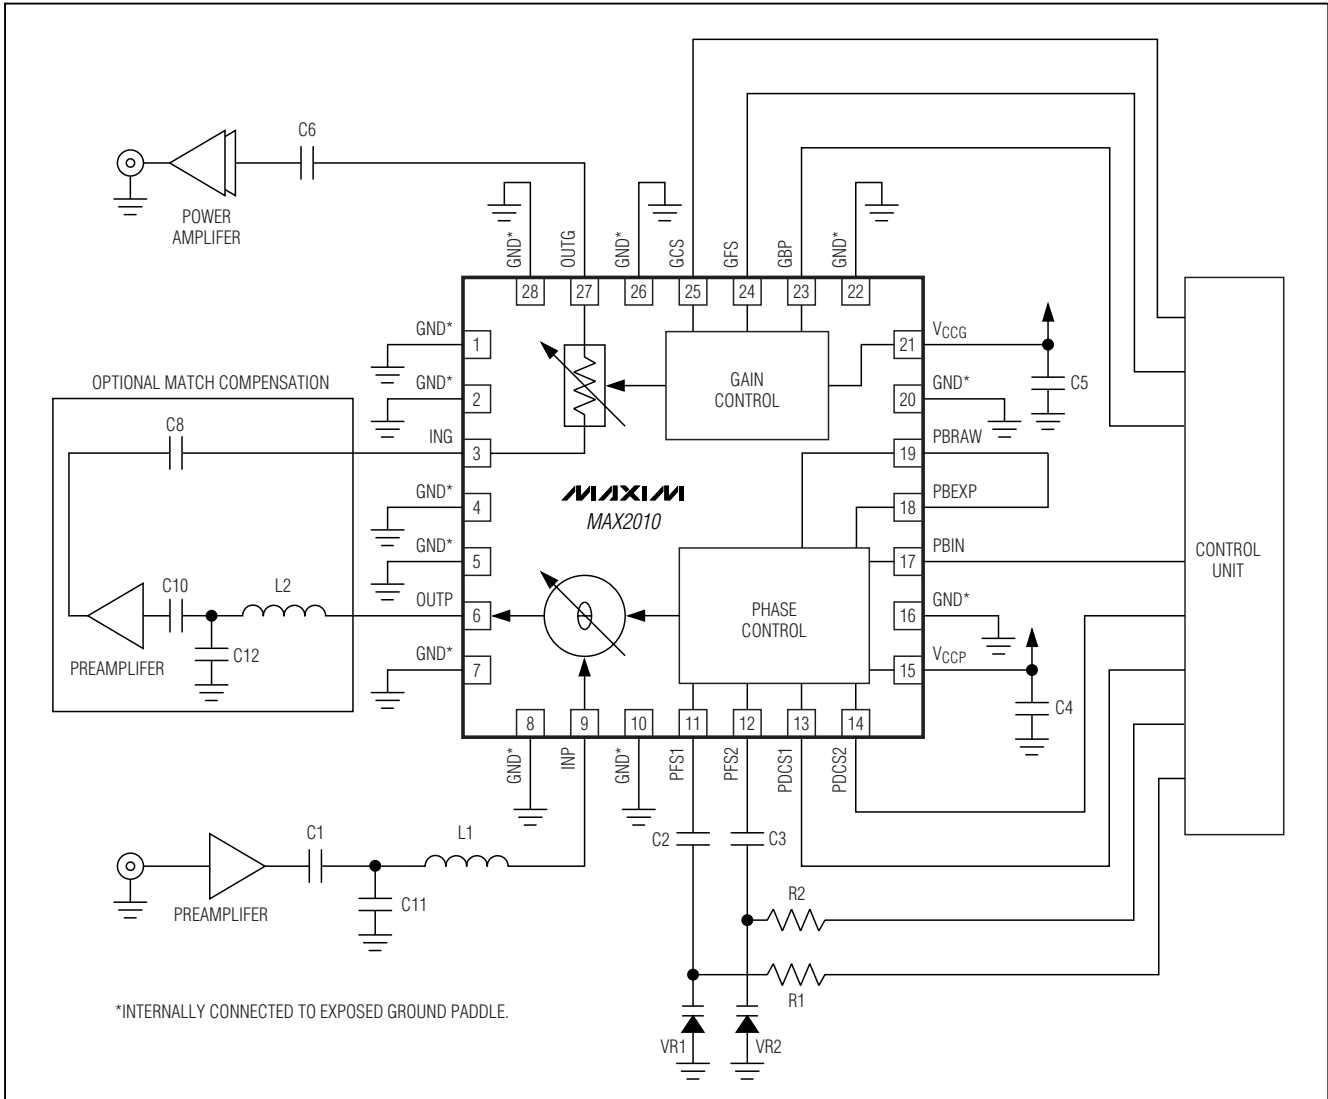 C6
POWER
AMPLIFER
GND*
OUTG
GND*
GCS
GFS
GBP
GND*
28
27
26
25
24
23
22
GND*
1
GND*
2
ING
3
GND*
4
GND*
5
OUTP
6
GND*
7
OPTIONAL MATCH COMPENSATION
C8
C10
L2
C12
PREAMPLIFER
GAIN
CONTROL
MAXIM
MAX2010
PHASE
CONTROL
θ
21
VCCG
C5
20
GND*
19
PBRAW
18
PBEXP
17
PBIN
16
GND*
15
VCCP
C4
CONTROL
UNIT
8
9
10
11
12
13
14
GND*
INP
GND*
PFS1
PFS2
PDCS1
PDCS2
C1
L1
C11
PREAMPLIFER
C2
C3
R2
R1
VR1
VR2
*INTERNALLY CONNECTED TO EXPOSED GROUND PADDLE.